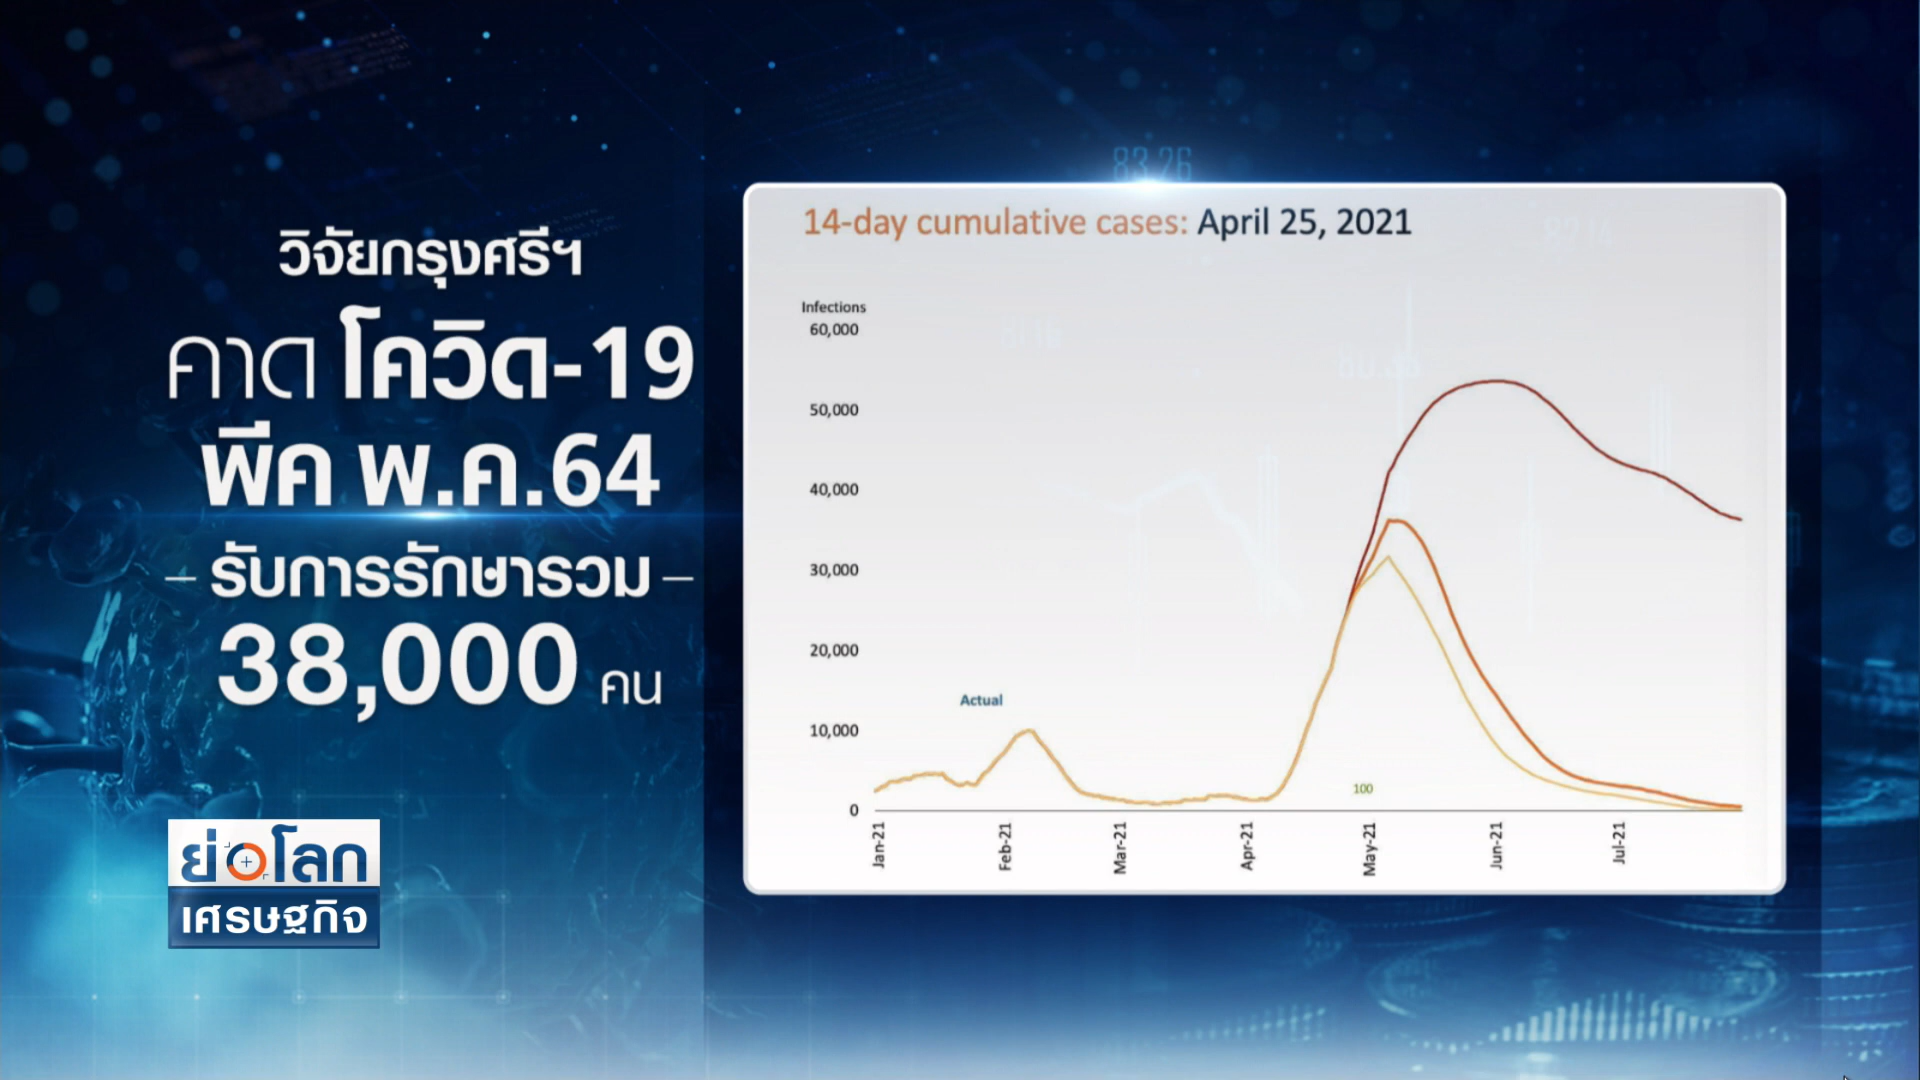 วิจัยกรุงศรีฯ
คาด โควิด-19
พีค พ.ค.64
– รับการรักษารวม –
38,000 คน
ย่อโลก
เศรษฐกิจ
83.26
14-day cumulative cases: April 25, 2021
Infections
60,000
50,000
40,000
30,000
20,000
10,000
0
Actual
100
Jan-21
Feb-21
Mar-21
Apr-21
May-21
Jun-21
Jul-21